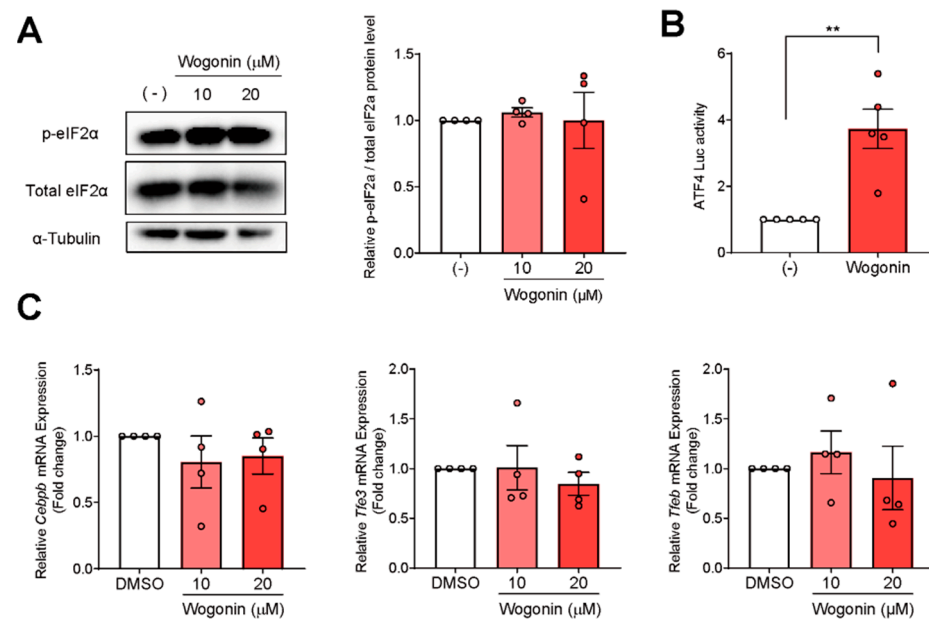 A
Wogonin (μM)
(-) 10 20
p-eIF2α
Total eIF2α
α-Tubulin
Relative p-eIF2a / total eIF2a protein level
1.5
1.0
0.5
0.0
(-) 10 20
Wogonin (μM)
B
**
ATF4 Luc activity
6
4
2
0
(-) Wogonin
C
Relative Cebpb mRNA Expression
(Fold change)
1.5
1.0
0.5
0.0
DMSO 10 20
Wogonin (μM)
Relative Tfe3 mRNA Expression
(Fold change)
2.0
1.5
1.0
0.5
0.0
DMSO 10 20
Wogonin (μM)
Relative Tfeb mRNA Expression
(Fold change)
2.0
1.5
1.0
0.5
0.0
DMSO 10 20
Wogonin (μM)